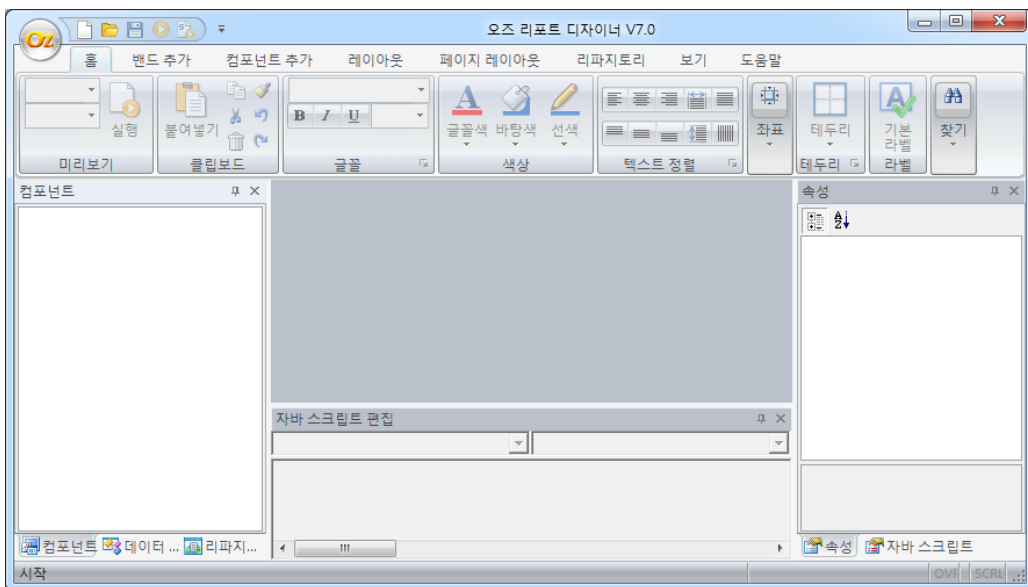 OZ
오즈 리포트 디자이너 V7.0
홈 밴드 추가 컴포넌트 추가 레이아웃 페이지 레이아웃 리파지토리 보기 도움말
실행 붙여넣기 B I U 글꼴색 바탕색 선색 좌표 테두리 기본 라벨 찾기
미리보기 클립보드 글꼴 색상 텍스트 정렬 테두리 라벨
컴포넌트
속성
자바 스크립트 편집
컴포넌트 데이터 ... 리파지...
속성 자바 스크립트
시작 OVR SCRL